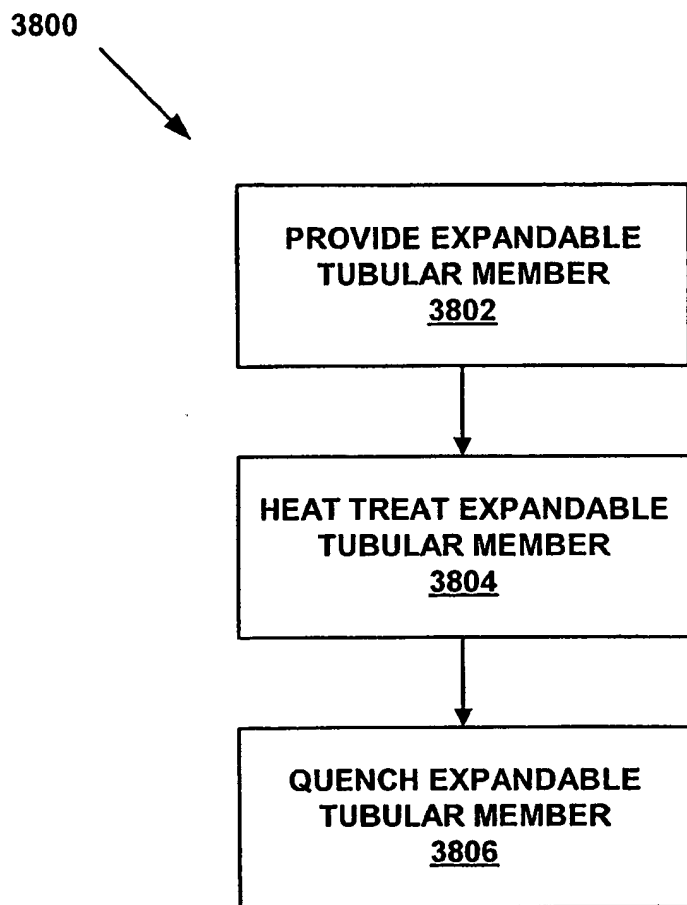 3800
PROVIDE EXPANDABLE
TUBULAR MEMBER
3802
HEAT TREAT EXPANDABLE
TUBULAR MEMBER
3804
QUENCH EXPANDABLE
TUBULAR MEMBER
3806